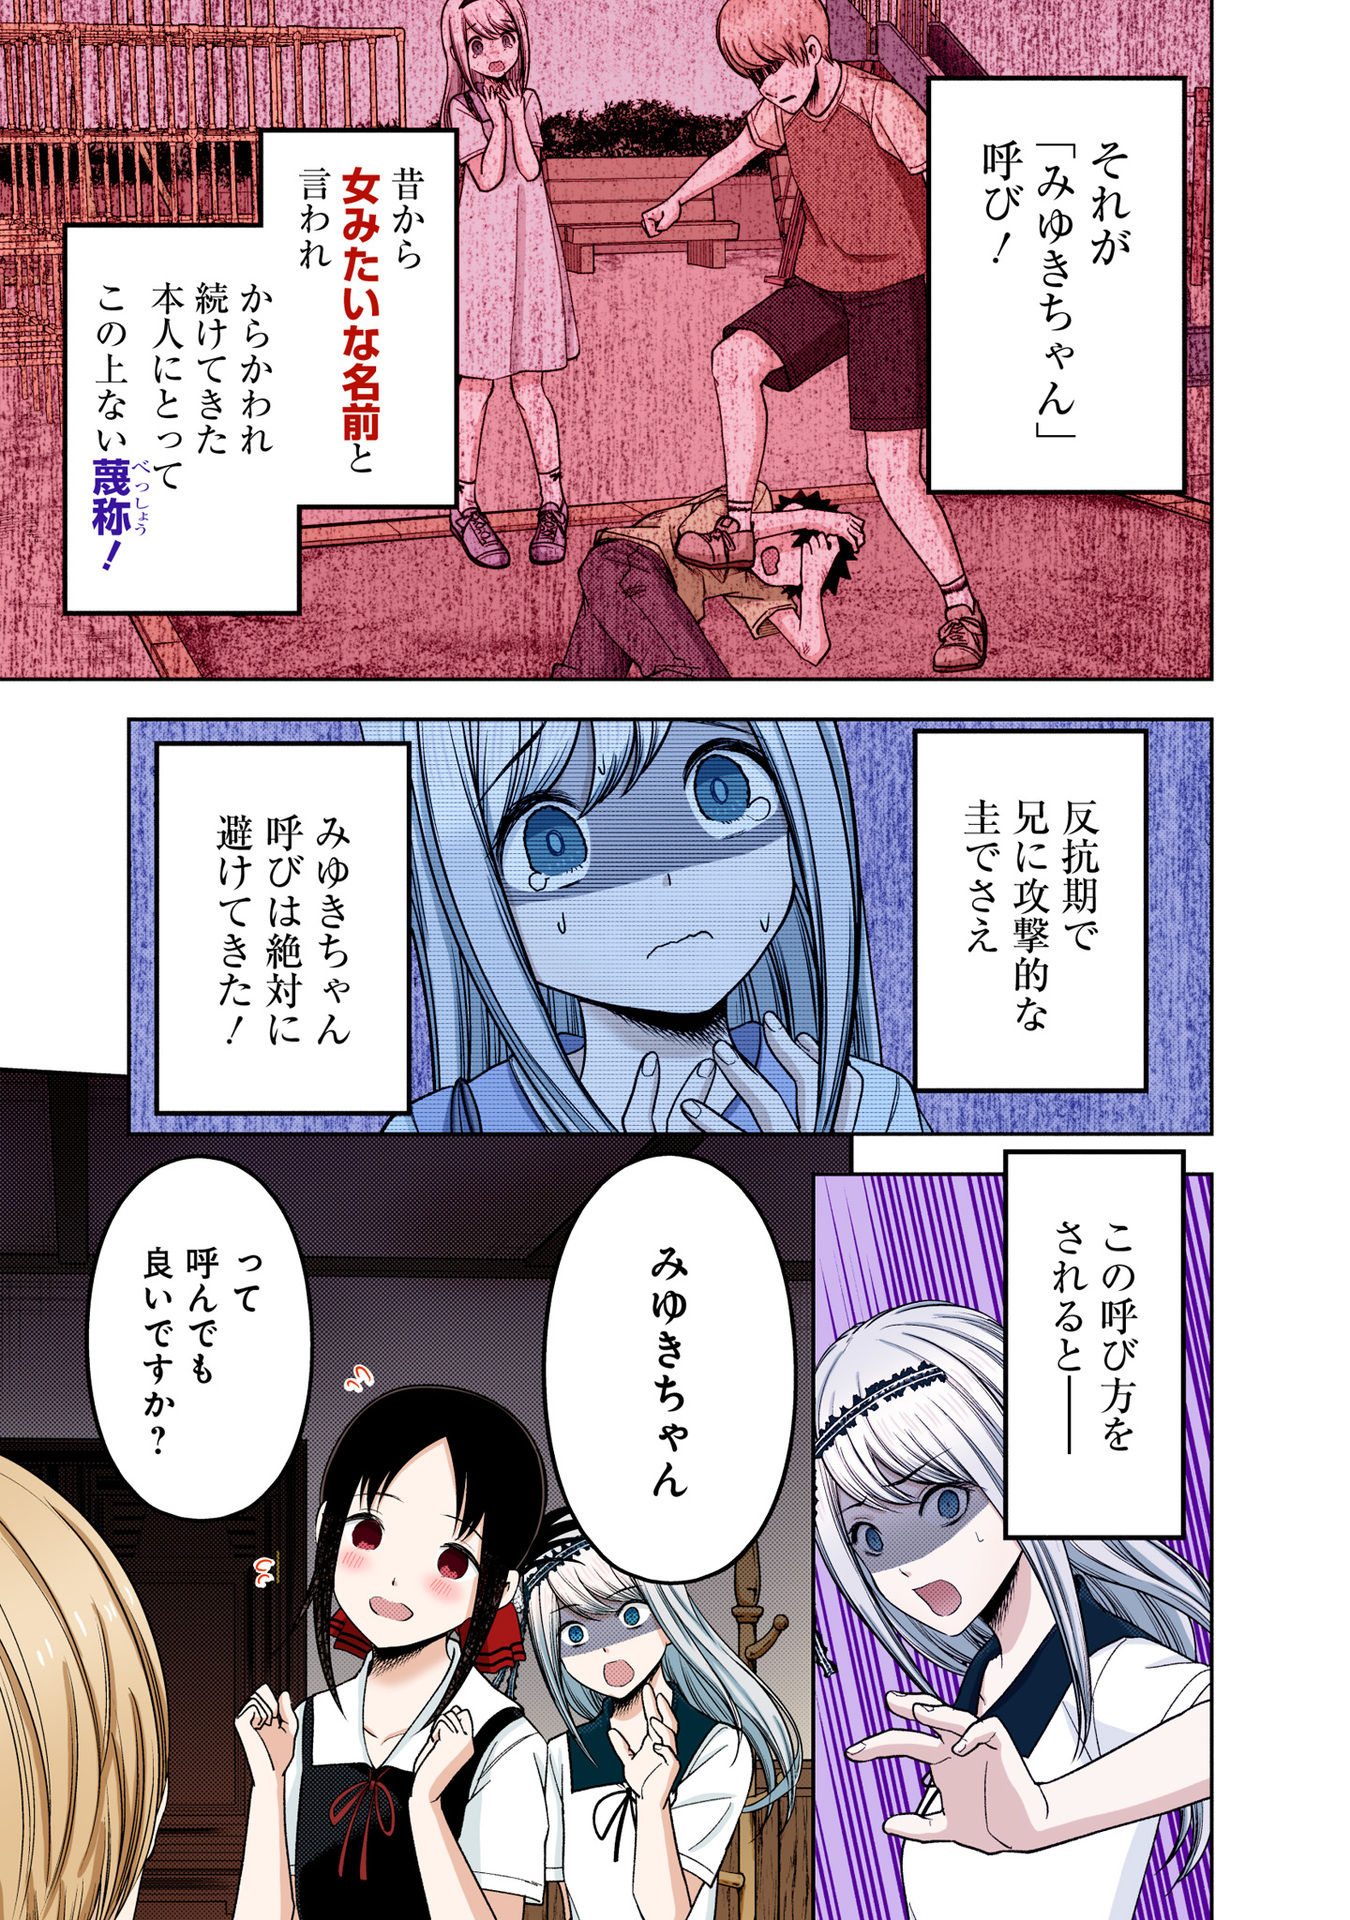 それが
「みゆきちゃん」
呼び！
昔から
女みたいな名前と
言われ
からかわれ
続けてきた
本人にとって
この上ない蔑称！
べっしょう
反抗期で
兄に攻撃的な
圭でさえ
みゆきちゃん
呼びは絶対に
避けてきた！
この呼び方を
されると──
みゆきちゃん
って
呼んでも
良いですか？